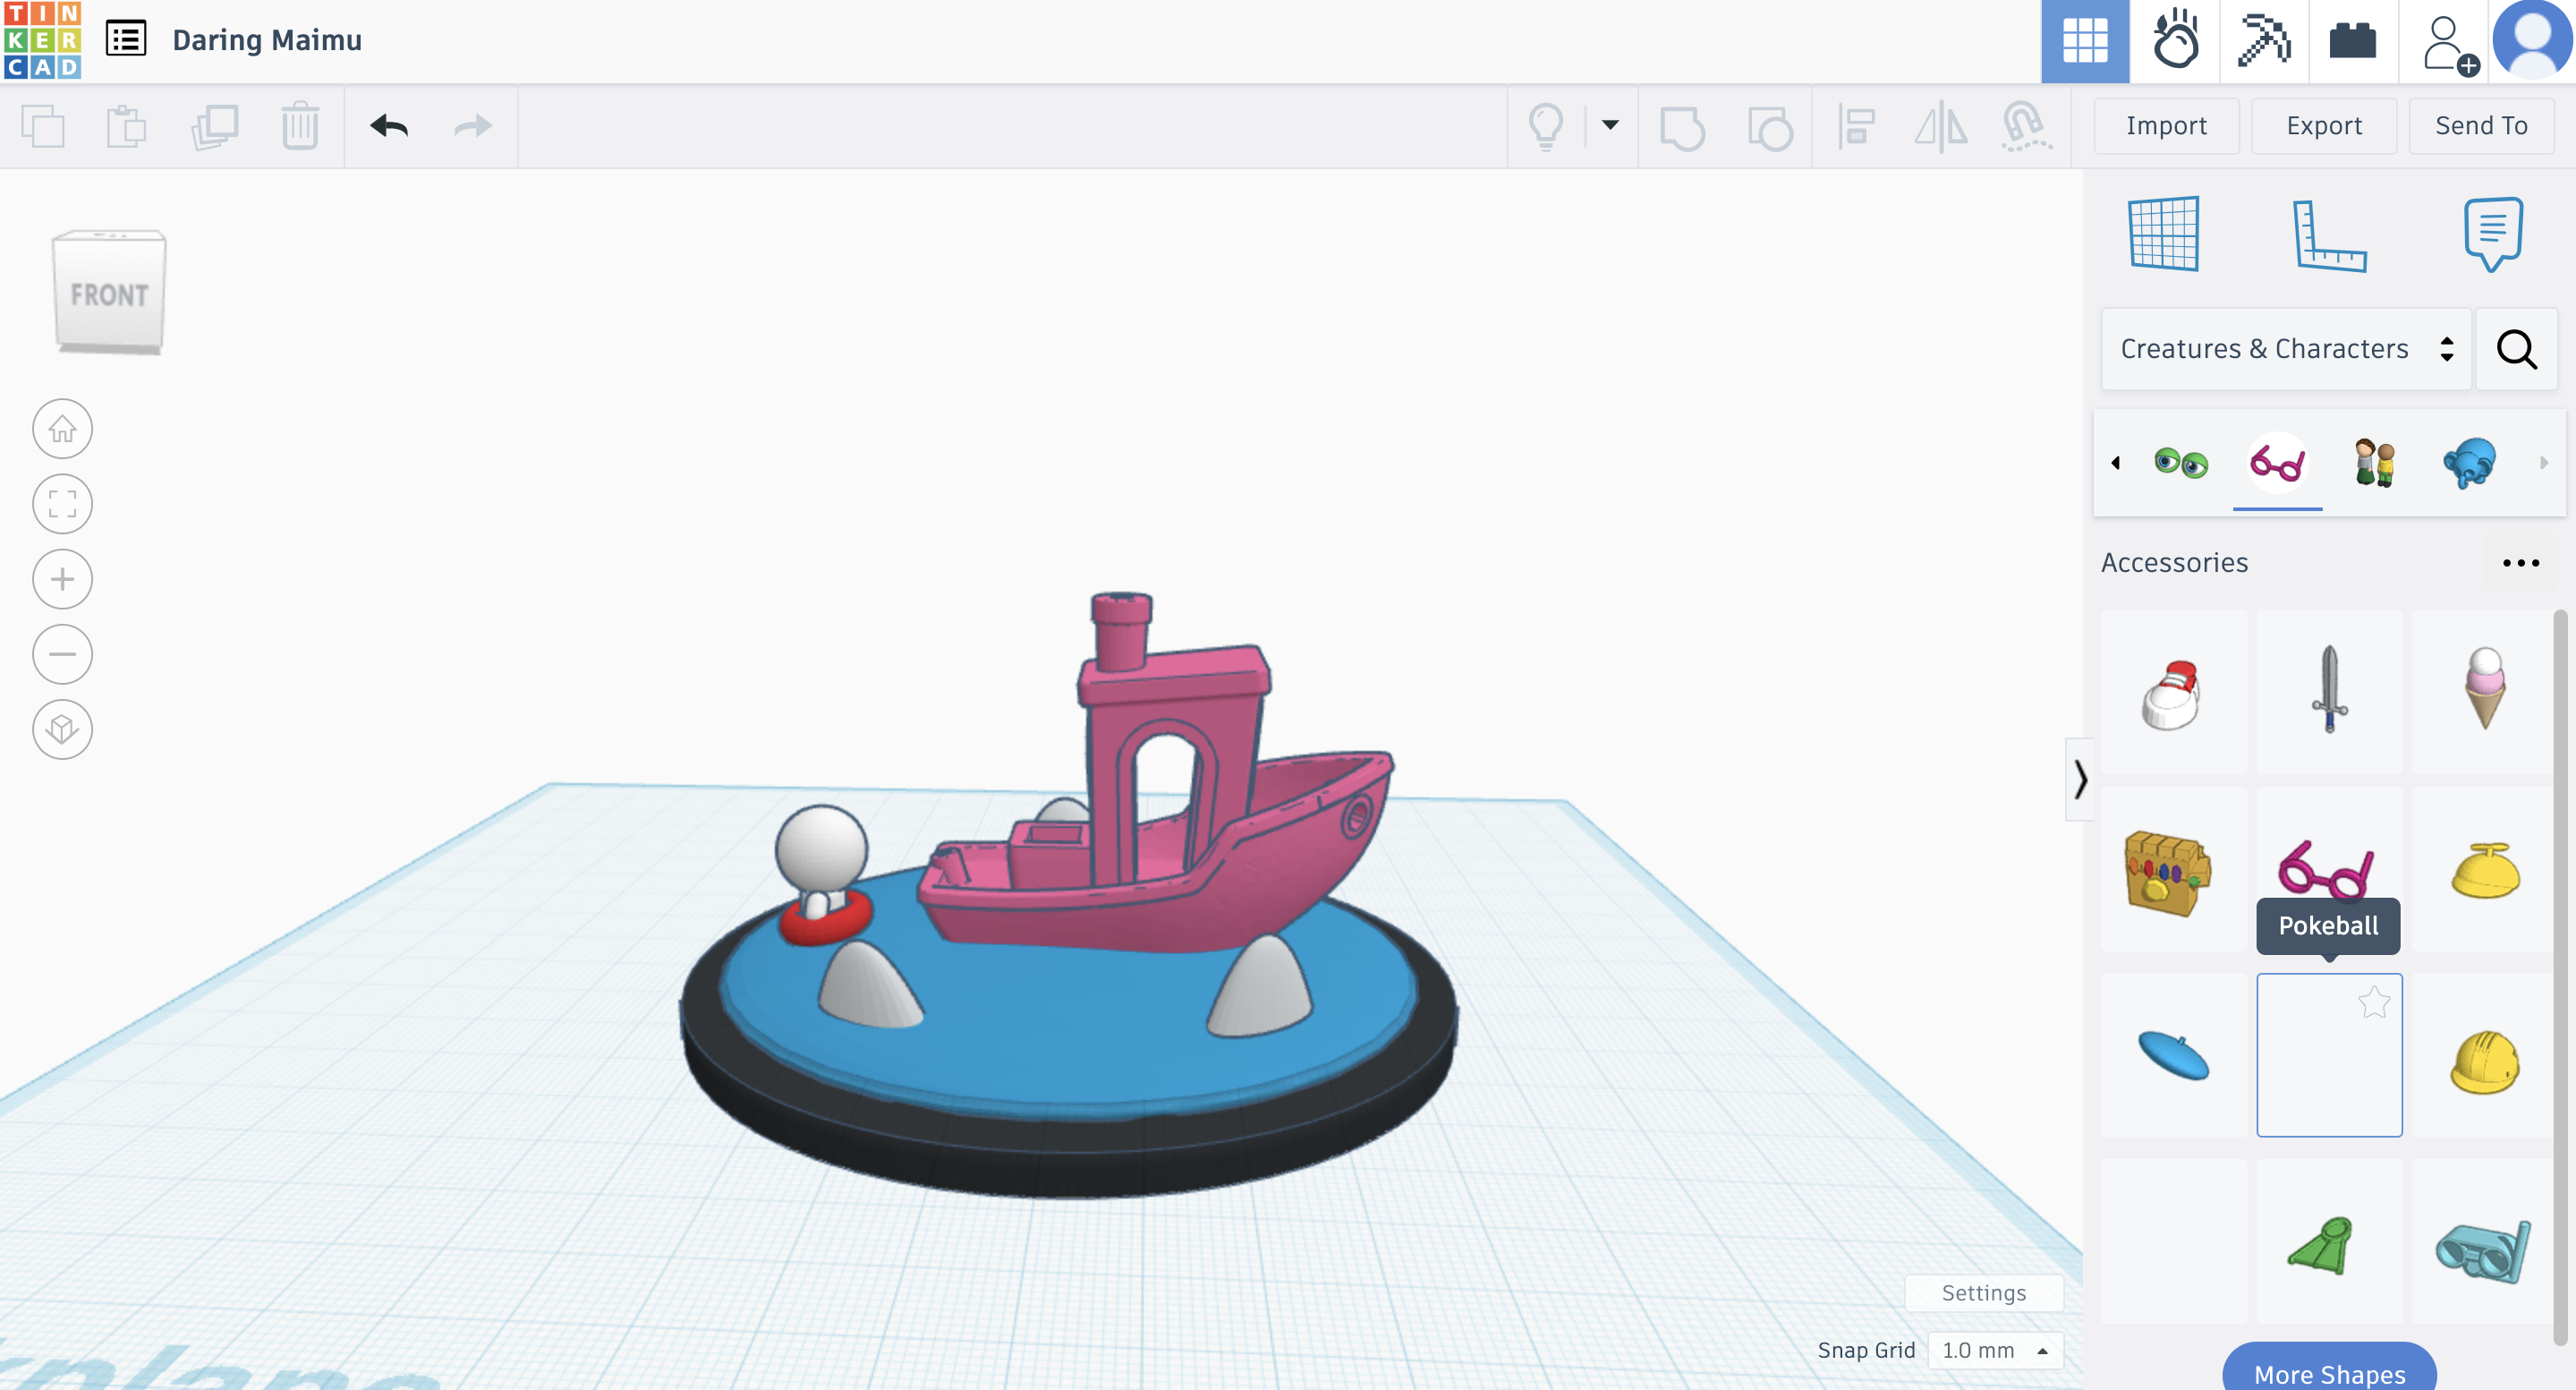 TIN
KER
CAD
Daring Maimu
Import
Export
Send To
FRONT
Creatures & Characters
Accessories
Pokeball
Settings
Snap Grid
1.0 mm
More Shapes